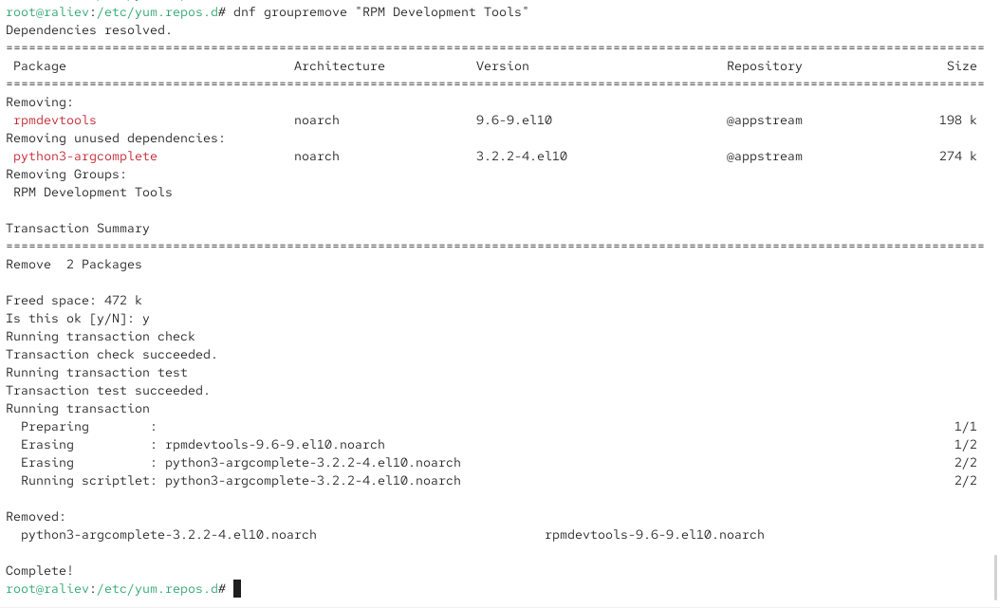 root@raliev:/etc/yum.repos.d# dnf groupremove "RPM Development Tools"
Dependencies resolved.
=================================================================================================================================
 Package                              Architecture            Version                          Repository                   Size
=================================================================================================================================
Removing:
 rpmdevtools                          noarch                  9.6-9.el10                       @appstream                  198 k
Removing unused dependencies:
 python3-argcomplete                  noarch                  3.2.2-4.el10                     @appstream                  274 k
Removing Groups:
 RPM Development Tools

Transaction Summary
=================================================================================================================================
Remove  2 Packages

Freed space: 472 k
Is this ok [y/N]: y
Running transaction check
Transaction check succeeded.
Running transaction test
Transaction test succeeded.
Running transaction
  Preparing        :                                                                                                         1/1
  Erasing          : rpmdevtools-9.6-9.el10.noarch                                                                           1/2
  Erasing          : python3-argcomplete-3.2.2-4.el10.noarch                                                                 2/2
  Running scriptlet: python3-argcomplete-3.2.2-4.el10.noarch                                                                 2/2

Removed:
  python3-argcomplete-3.2.2-4.el10.noarch                              rpmdevtools-9.6-9.el10.noarch

Complete!
root@raliev:/etc/yum.repos.d#